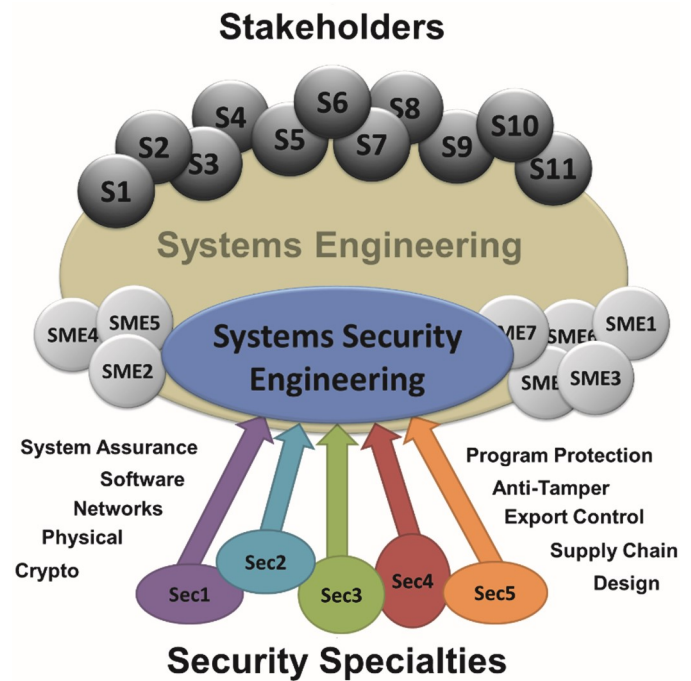 Stakeholders
S1
S2
S3
S4
S5
S6
S7
S8
S9
S10
S11
Systems Engineering
SME4
SME5
SME2
Systems Security
Engineering
SME1
SME3
System Assurance
Software
Networks
Physical
Crypto
Program Protection
Anti-Tamper
Export Control
Supply Chain
Design
Sec1
Sec2
Sec3
Sec4
Sec5
Security Specialties